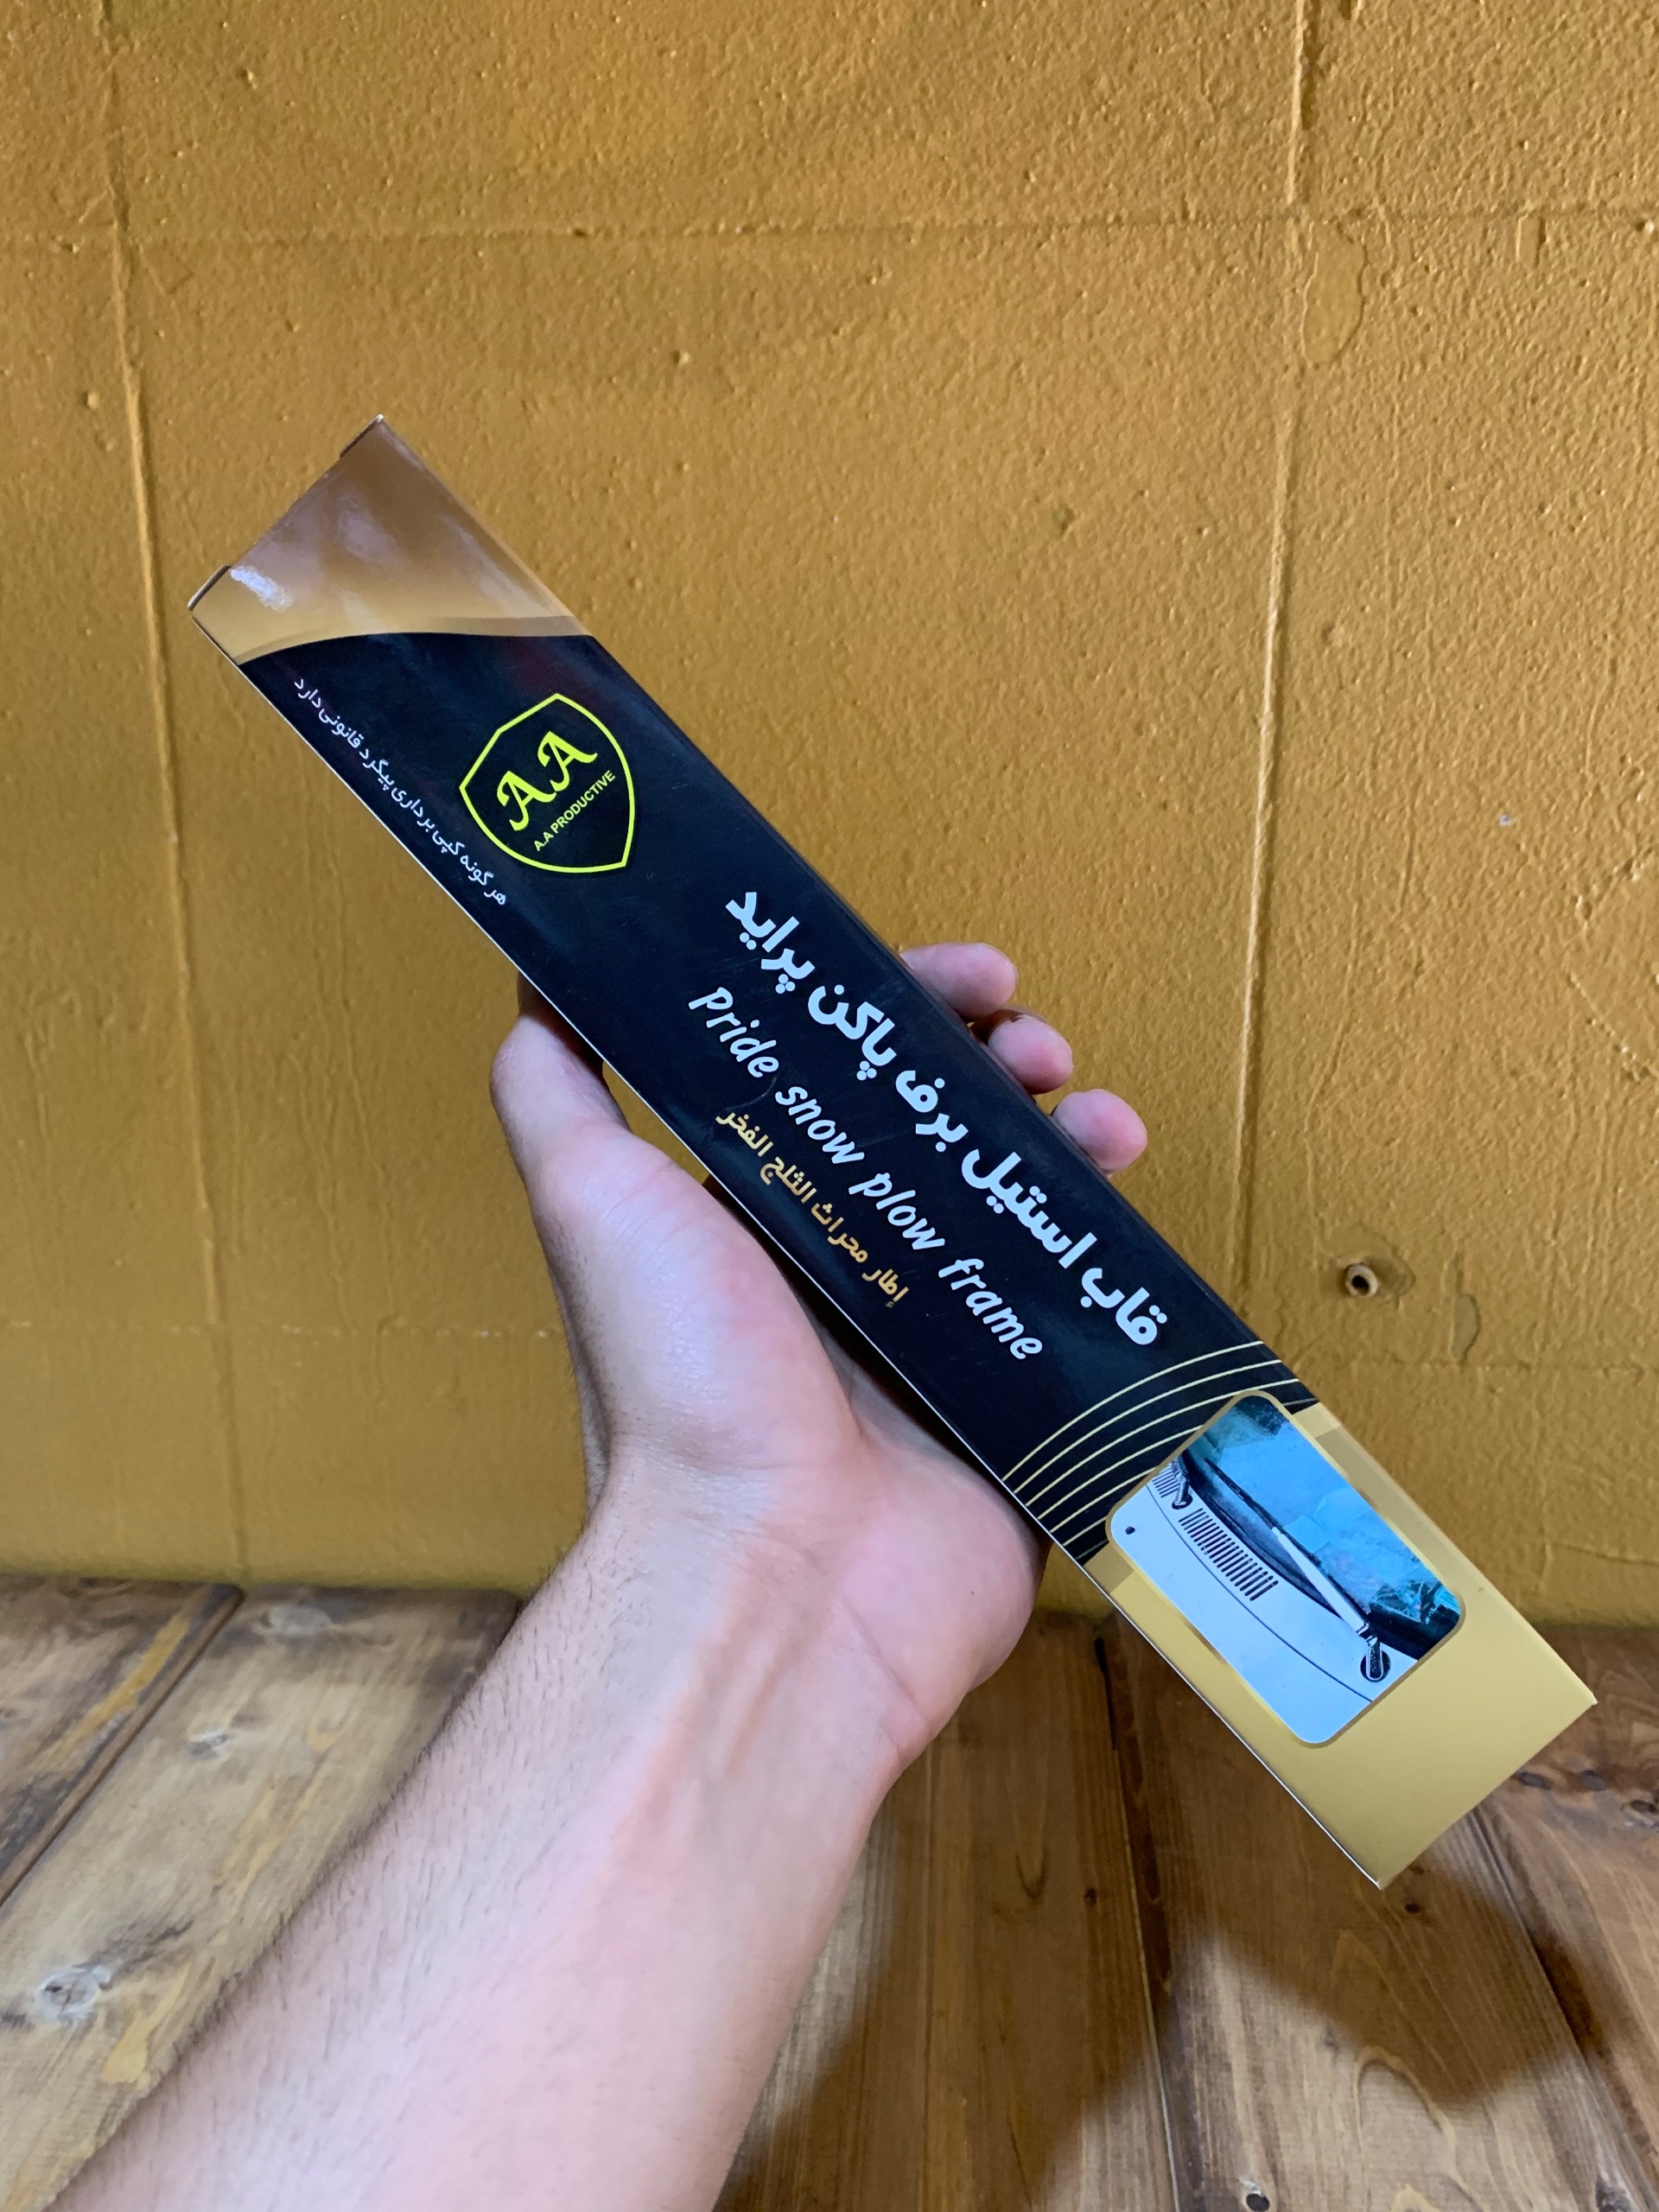 A.A
A.A PRODUCTIVE
هرگونه کپی برداری پیگرد قانونی دارد
قاب استیل برف پاکن پراید
Pride snow plow frame
إطار محراث الثلج الفخر